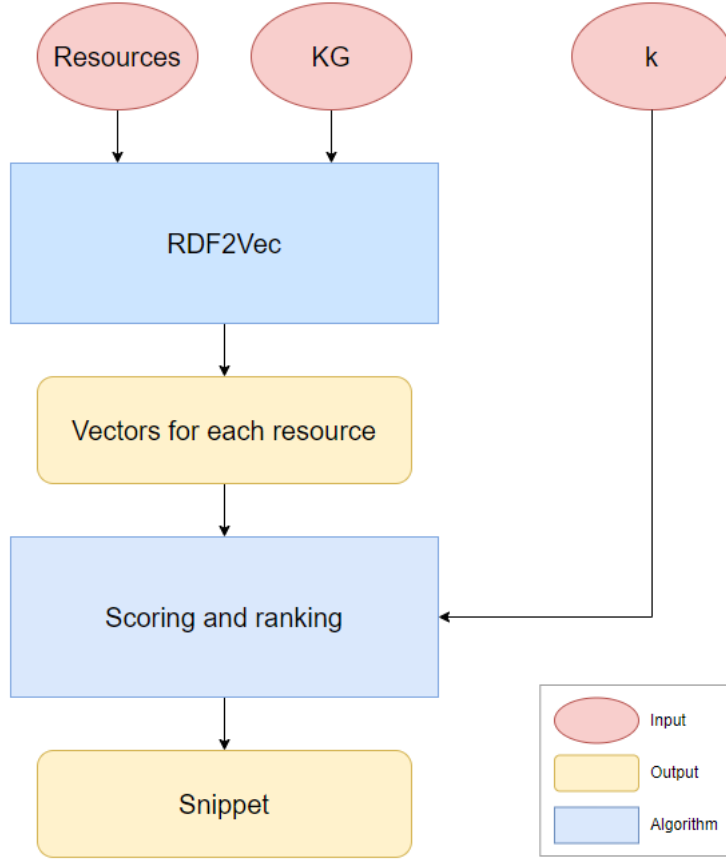 Resources
KG
k
RDF2Vec
Vectors for each resource
Scoring and ranking
Snippet
Input
Output
Algorithm